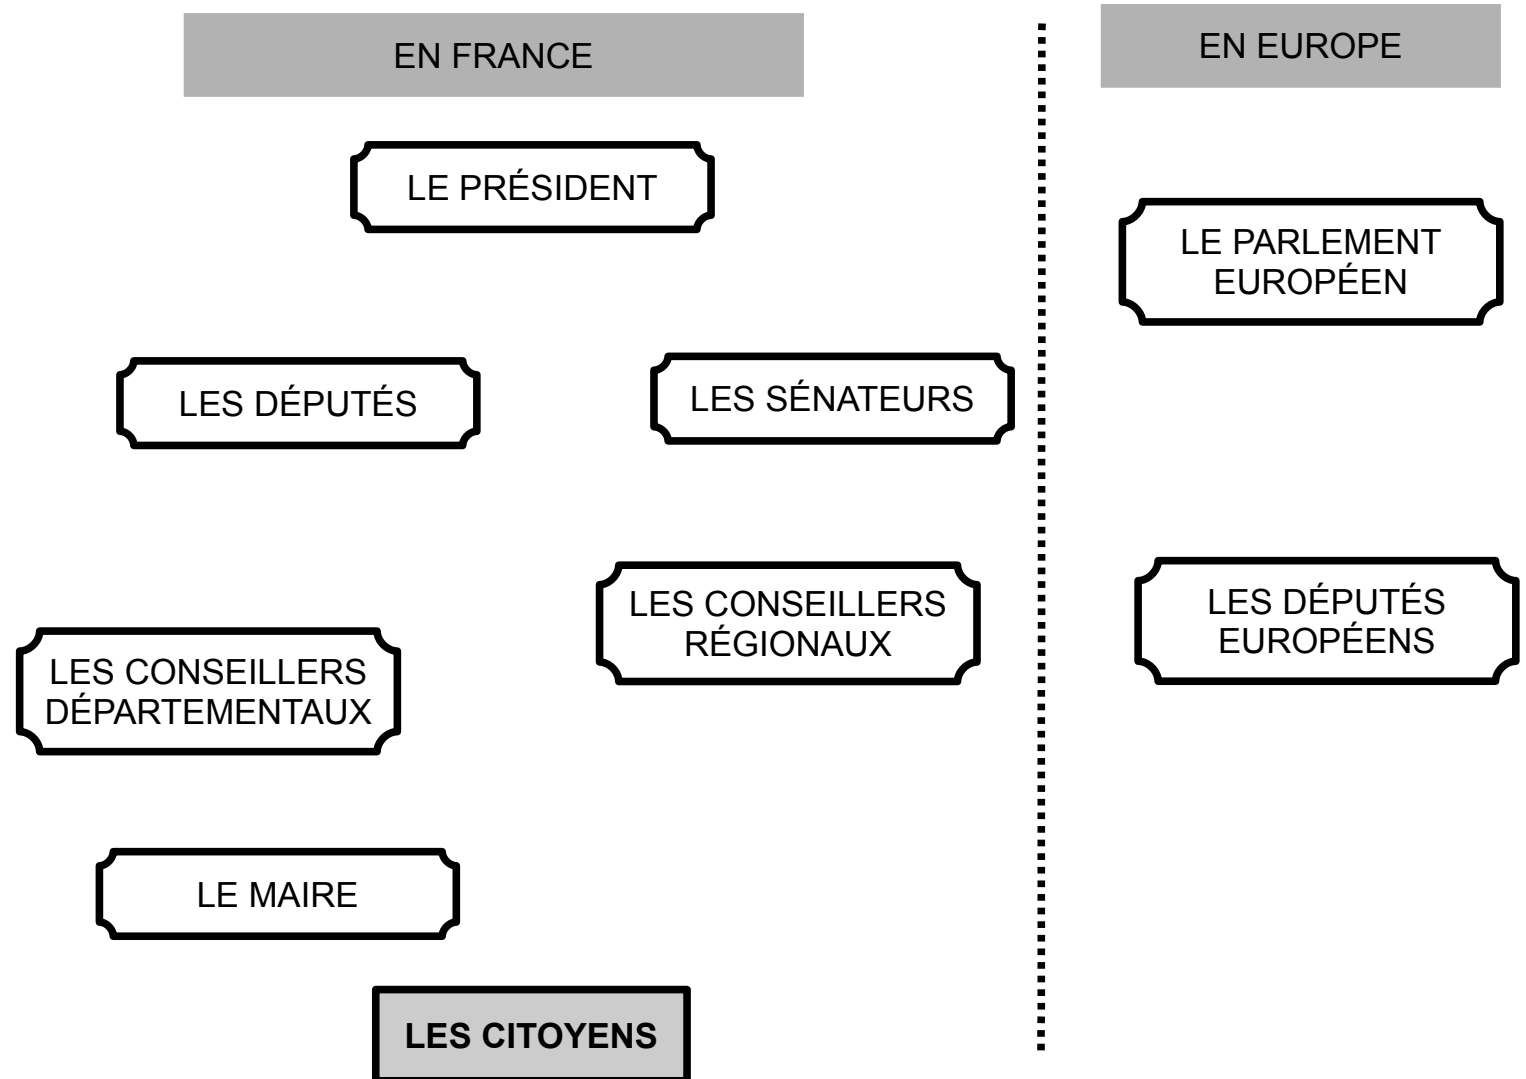 EN FRANCE
EN EUROPE
LE PRÉSIDENT
LE PARLEMENT
EUROPÉEN
LES DÉPUTÉS
LES SÉNATEURS
LES CONSEILLERS
RÉGIONAUX
LES DÉPUTÉS
EUROPÉENS
LES CONSEILLERS
DÉPARTEMENTAUX
LE MAIRE
LES CITOYENS